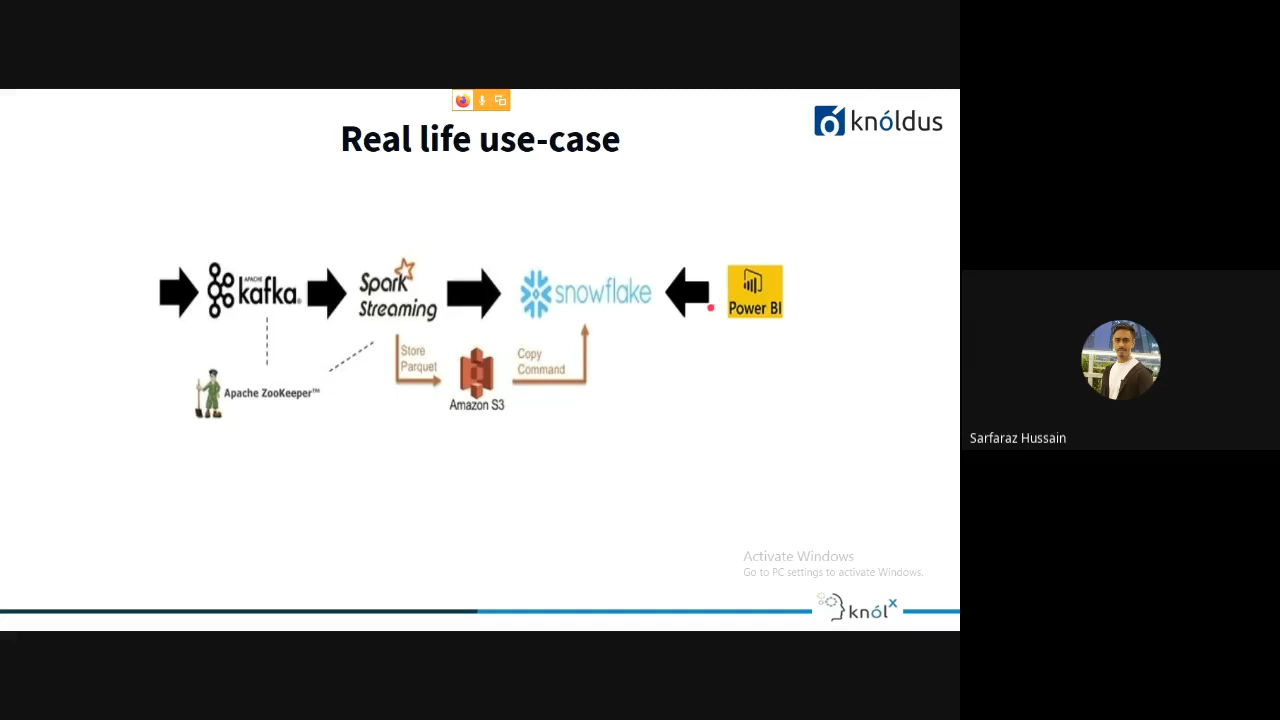 Real life use-case
knóldus
APACHE
kafka
Spark
Streaming
snowflake
Power BI
Store
Parquet
Copy
Command
Apache ZooKeeper™
Amazon S3
Sarfaraz Hussain
Activate Windows
Go to PC settings to activate Windows.
knólx